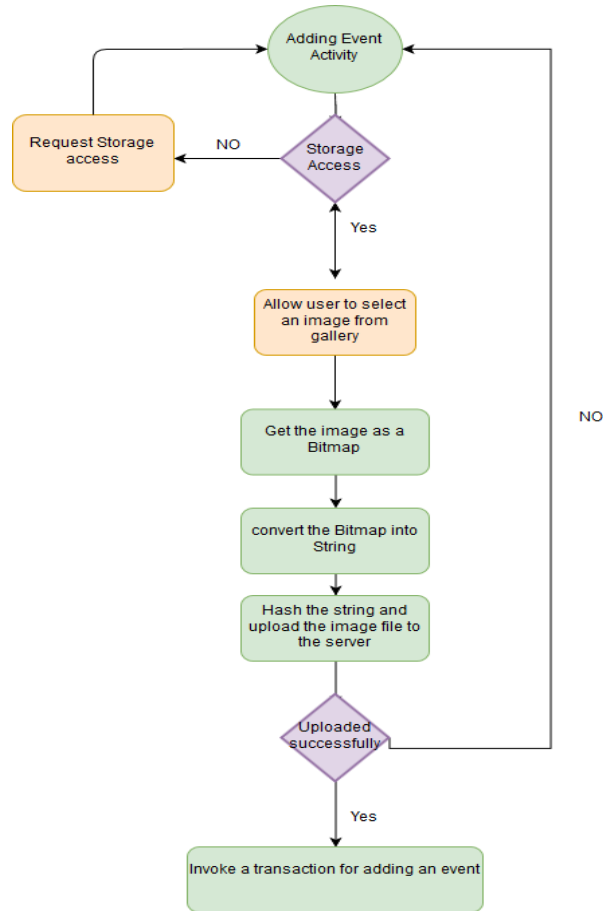 Adding Event
Activity
Request Storage
access
NO
Storage
Access
Yes
Allow user to select
an image from
gallery
Get the image as a
Bitmap
NO
convert the Bitmap into
String
Hash the string and
upload the image file to
the server
Uploaded
successfully
Yes
Invoke a transaction for adding an event